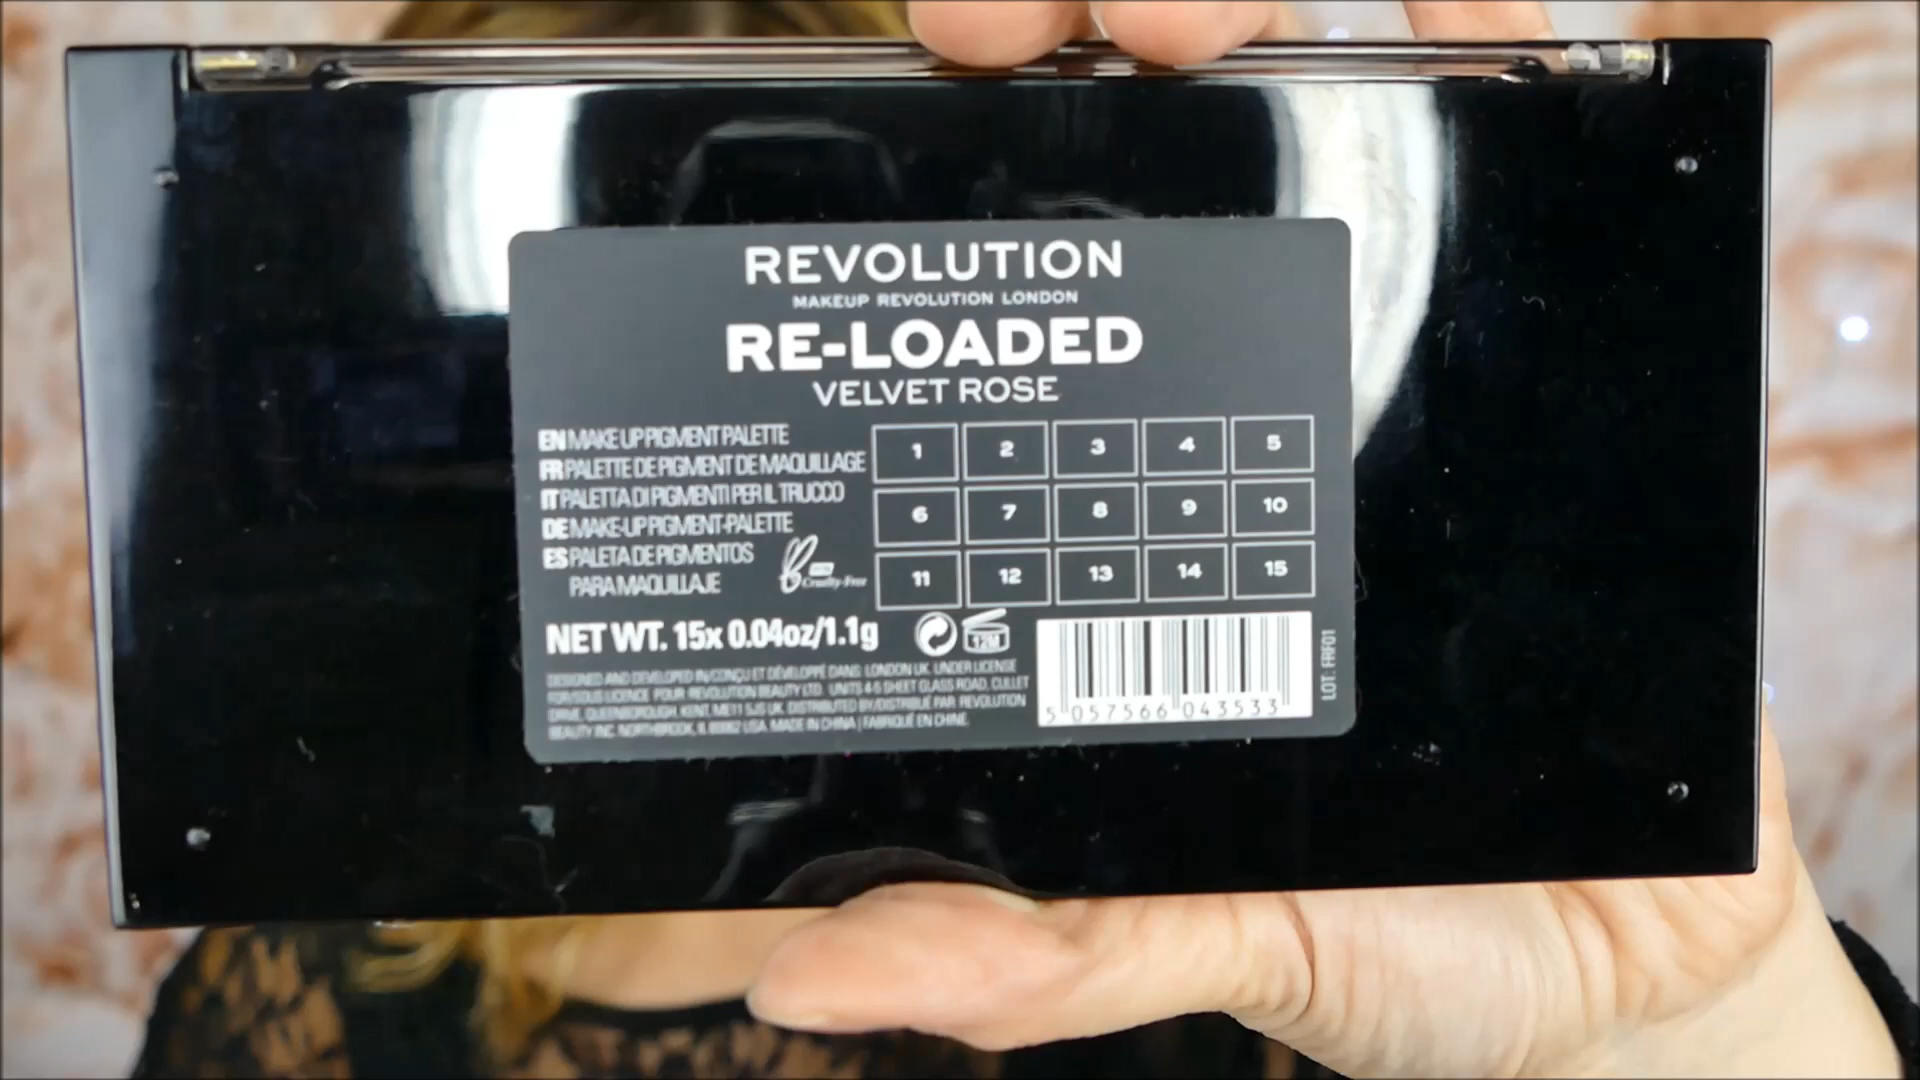 REVOLUTION
MAKEUP REVOLUTION LONDON
RE-LOADED
VELVET ROSE
EN MAKE UP PIGMENT PALETTE
FR PALETTE DE PIGMENT DE MAQUILLAGE
IT PALETTA DI PIGMENTI PER IL TRUCCO
DE MAKE-UP PIGMENT-PALETTE
ES PALETA DE PIGMENTOS
PARA MAQUILLAJE
Cruelty-Free
1 2 3 4 5
6 7 8 9 10
11 12 13 14 15
NET WT. 15x 0.04oz/1.1g
12M
DESIGNED AND DEVELOPED IN/CONÇU ET DÉVELOPPÉ DANS: LONDON UK. UNDER LICENSE
FOR/SOUS LICENCE POUR REVOLUTION BEAUTY LTD. UNITS 4-5 SHEET GLASS ROAD, CULLET
DRIVE, QUEENBOROUGH, KENT, ME11 5JS UK. DISTRIBUTED BY/DISTRIBUÉ PAR REVOLUTION
BEAUTY INC. NORTHBROOK, IL 60062 USA. MADE IN CHINA | FABRIQUÉ EN CHINE.
5 057566 043533
LOT. FRF01